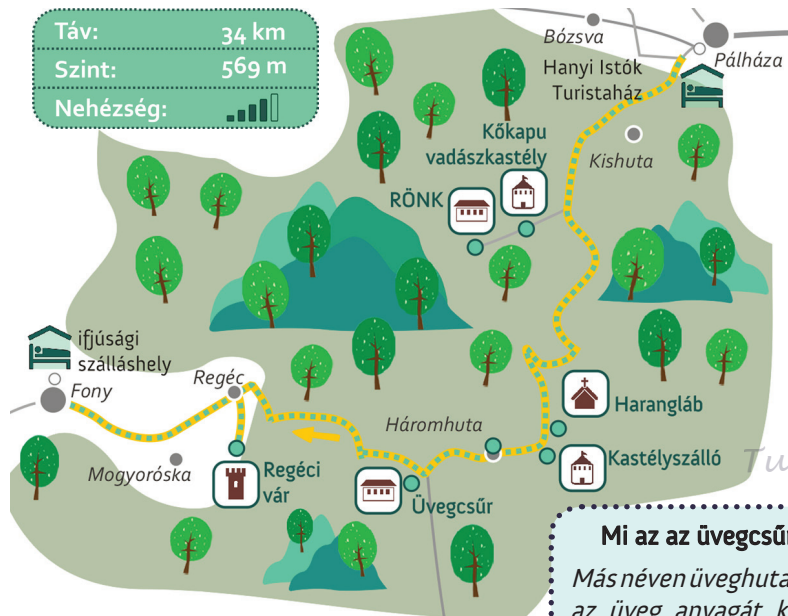 Táv: 34 km
Szint: 569 m
Nehézség:
Bózsva
Pálháza
Hanyi Istók
Turistaház
Kőkapu
vadászkastély
Kishuta
RÖNK
ifjúsági
szálláshely
Fony
Regéc
Háromhuta
Harangláb
Mogyoróska
Regéci
vár
Kastélyszálló
Üvegcsűr
Tu
Mi az az üvegcsűr
Más néven üveghuta
az üveg anyagát k